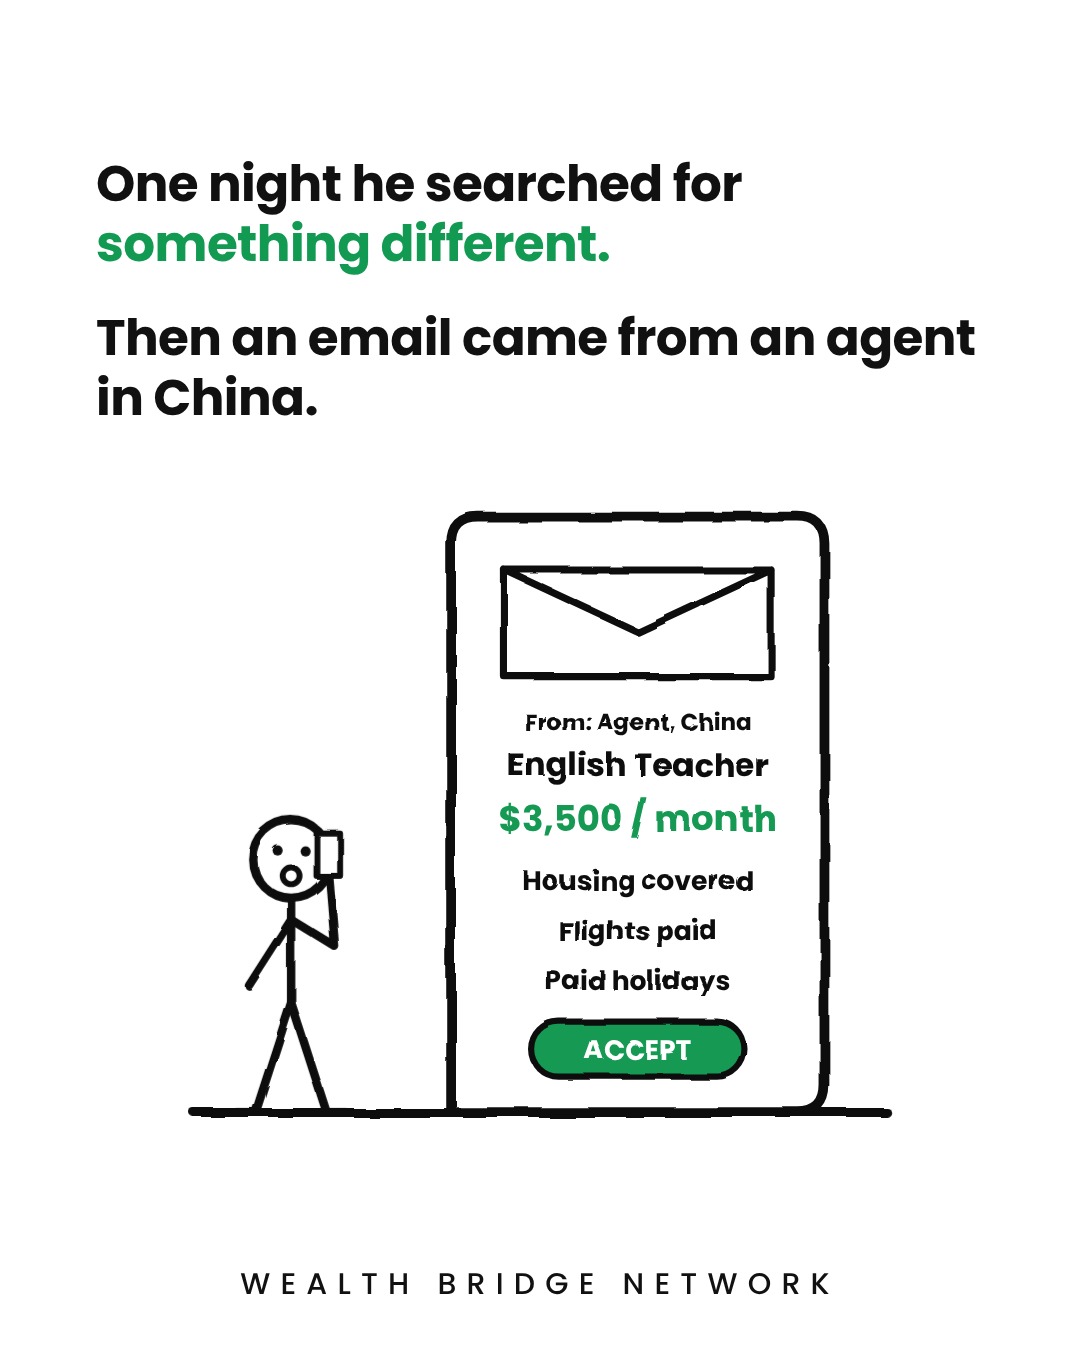 One night he searched for
something different.
Then an email came from an agent
in China.
From: Agent, China
English Teacher
$3,500 / month
Housing covered
Flights paid
Paid holidays
ACCEPT
WEALTH BRIDGE NETWORK